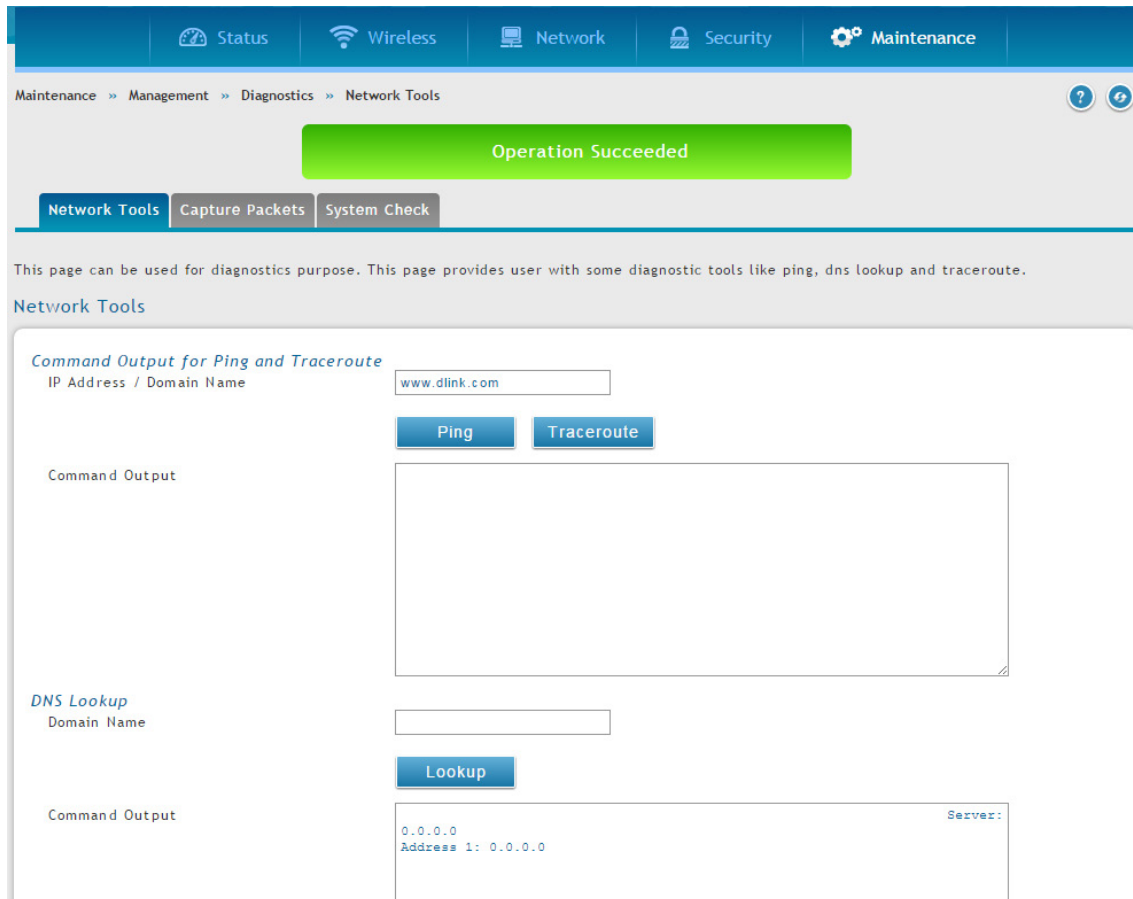 Status Wireless Network Security Maintenance
Maintenance » Management » Diagnostics » Network Tools
?
Operation Succeeded
Network Tools Capture Packets System Check
This page can be used for diagnostics purpose. This page provides user with some diagnostic tools like ping, dns lookup and traceroute.
Network Tools
Command Output for Ping and Traceroute
IP Address / Domain Name www.dlink.com
Ping Traceroute
Command Output
DNS Lookup
Domain Name
Lookup
Command Output Server:
0.0.0.0
Address 1: 0.0.0.0